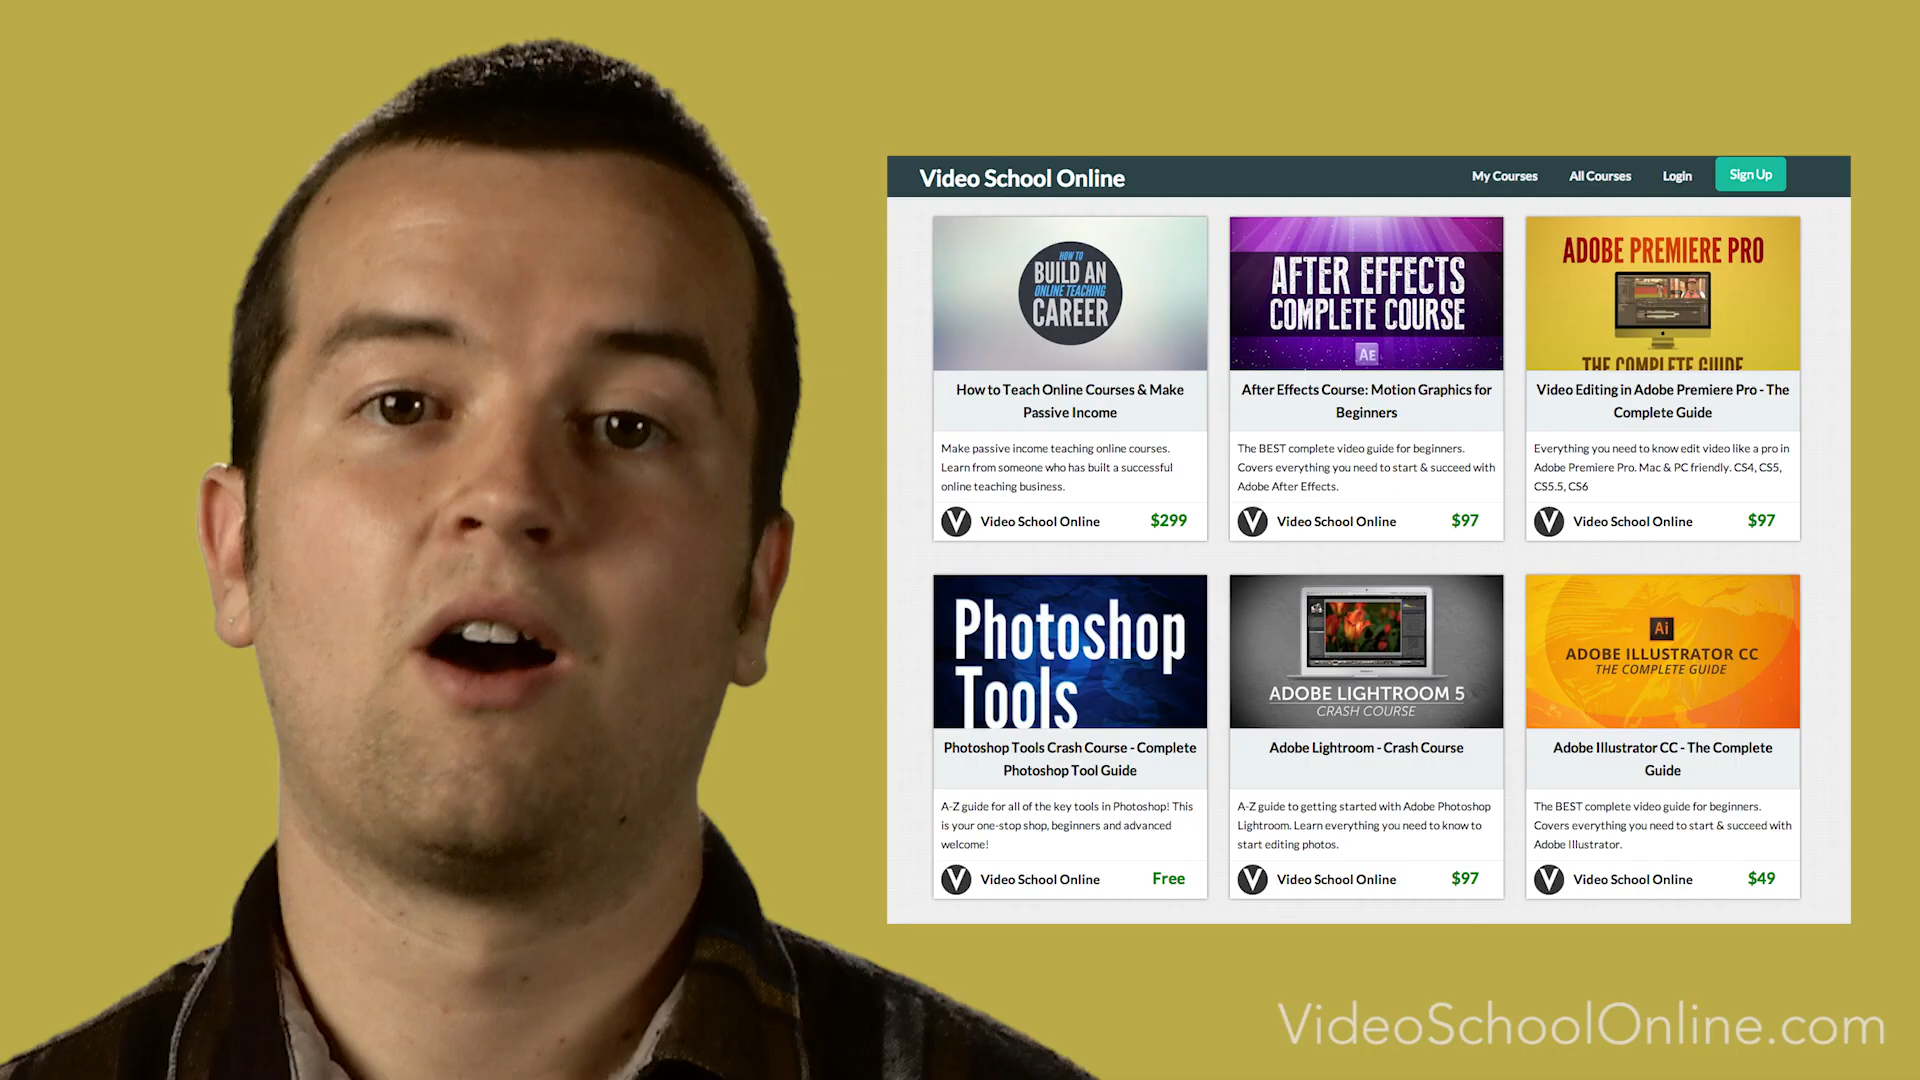 Video School Online
My Courses
All Courses
Login
Sign Up
HOW TO
BUILD AN
ONLINE TEACHING
CAREER
How to Teach Online Courses & Make
Passive Income
Make passive income teaching online courses.
Learn from someone who has built a successful
online teaching business.
V Video School Online $299
AFTER EFFECTS
COMPLETE COURSE
AE
After Effects Course: Motion Graphics for
Beginners
The BEST complete video guide for beginners.
Covers everything you need to start & succeed with
Adobe After Effects.
V Video School Online $97
ADOBE PREMIERE PRO
THE COMPLETE GUIDE
Video Editing in Adobe Premiere Pro - The
Complete Guide
Everything you need to know edit video like a pro in
Adobe Premiere Pro. Mac & PC friendly. CS4, CS5,
CS5.5, CS6
V Video School Online $97
Photoshop
Tools
Photoshop Tools Crash Course - Complete
Photoshop Tool Guide
A-Z guide for all of the key tools in Photoshop! This
is your one-stop shop, beginners and advanced
welcome!
V Video School Online Free
ADOBE LIGHTROOM 5
CRASH COURSE
Adobe Lightroom - Crash Course
A-Z guide to getting started with Adobe Photoshop
Lightroom. Learn everything you need to know to
start editing photos.
V Video School Online $97
Ai
ADOBE ILLUSTRATOR CC
THE COMPLETE GUIDE
Adobe Illustrator CC - The Complete
Guide
The BEST complete video guide for beginners.
Covers everything you need to start & succeed with
Adobe Illustrator.
V Video School Online $49
VideoSchoolOnline.com